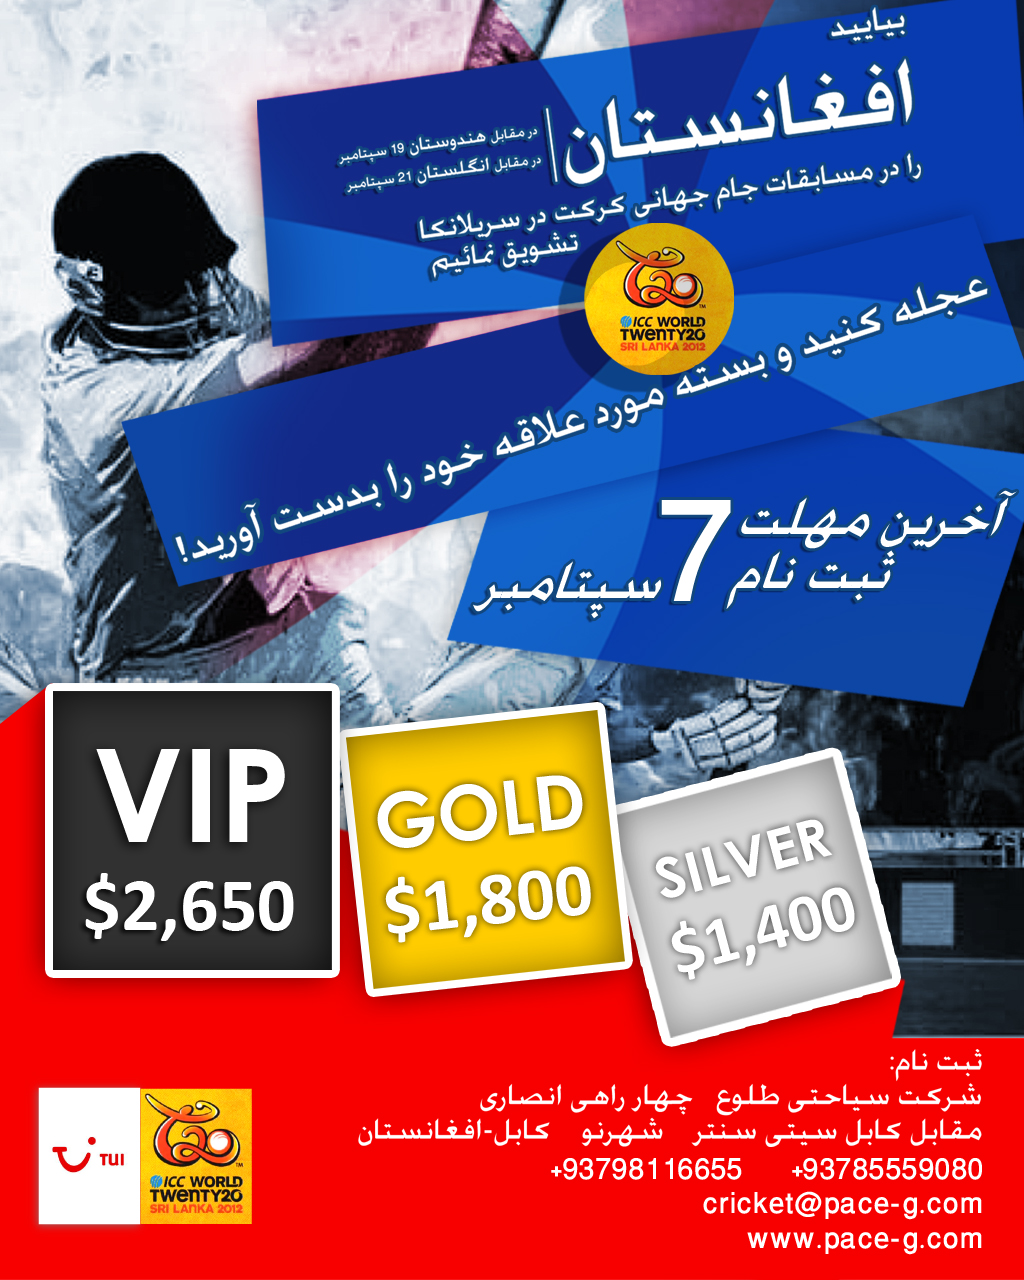 بیایید
افغانستان
در مقابل هندوستان 19 سپتامبر
در مقابل انگلستان 21 سپتامبر
را در مسابقات جام جهانی کرکت در سریلانکا
تشویق نمائیم
ICC WORLD
TWENTY20
SRI LANKA 2012
عجله کنید و بسته مورد علاقه خود را بدست آورید!
آخرین مهلت
ثبت نام
7 سپتامبر
VIP
$2,650
GOLD
$1,800
SILVER
$1,400
ثبت نام:
شرکت سیاحتی طلوع چهار راهی انصاری
مقابل کابل سیتی سنتر شهرنو کابل-افغانستان
+93785559080 +93798116655
cricket@pace-g.com
www.pace-g.com
TUI
ICC WORLD
TWENTY20
SRI LANKA 2012